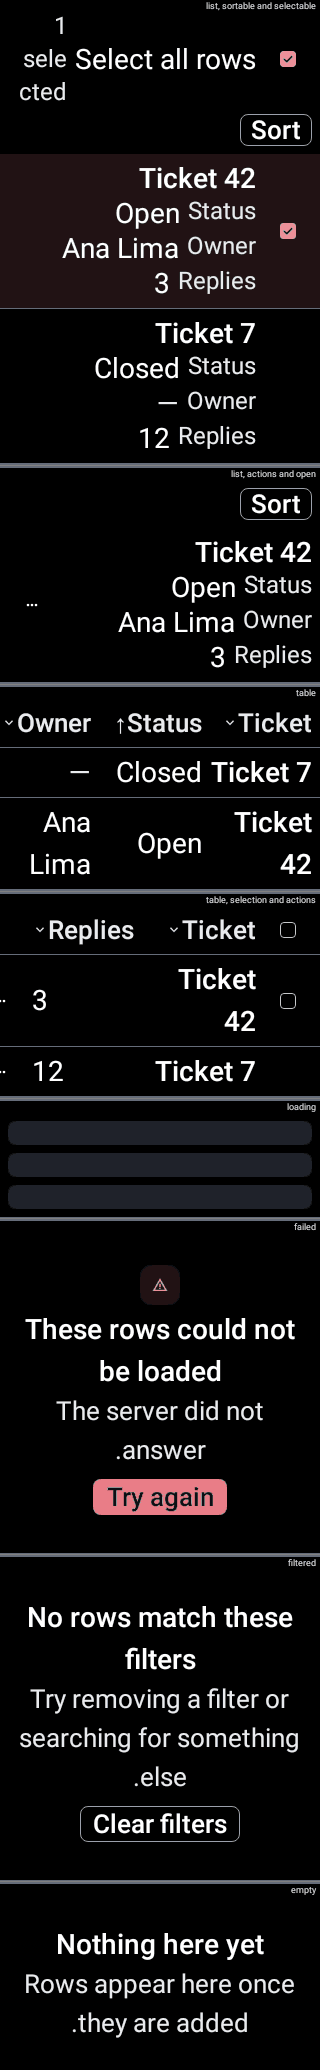 list, sortable and selectable
Select all rows
1
sele
cted
Sort
Ticket 42
Status Open
Owner Ana Lima
Replies 3
Ticket 7
Status Closed
Owner —
Replies 12
list, actions and open
Sort
Ticket 42
Status Open
Owner Ana Lima
Replies 3
…
table
Ticket ↑Status Owner
Ticket 7 Closed —
Ticket
42
Open
Ana
Lima
table, selection and actions
Ticket Replies
Ticket
42
3
Ticket 7 12
loading
failed
These rows could not
be loaded
The server did not
.answer
Try again
filtered
No rows match these
filters
Try removing a filter or
searching for something
.else
Clear filters
empty
Nothing here yet
Rows appear here once
.they are added